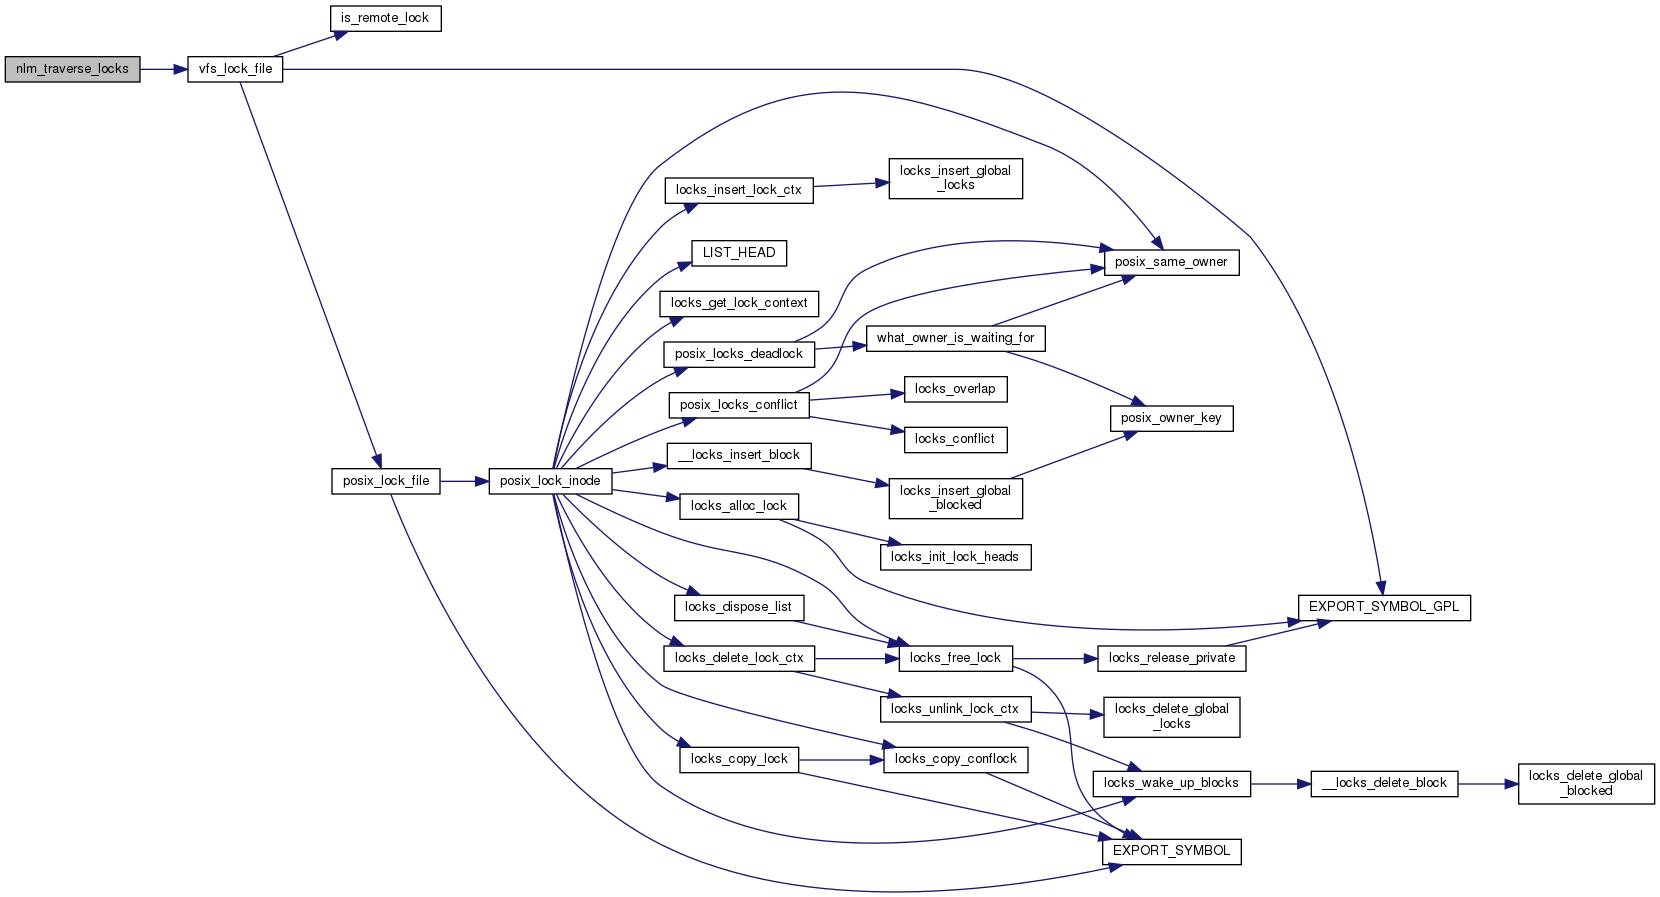 is_remote_lock
nlm_traverse_locks
vfs_lock_file
locks_insert_global
_locks
locks_insert_lock_ctx
LIST_HEAD
posix_same_owner
locks_get_lock_context
what_owner_is_waiting_for
posix_locks_deadlock
locks_overlap
posix_locks_conflict
posix_owner_key
locks_conflict
__locks_insert_block
posix_lock_file
posix_lock_inode
locks_insert_global
_blocked
locks_alloc_lock
locks_init_lock_heads
locks_dispose_list
EXPORT_SYMBOL_GPL
locks_delete_lock_ctx
locks_free_lock
locks_release_private
locks_unlink_lock_ctx
locks_delete_global
_locks
locks_copy_lock
locks_copy_conflock
locks_wake_up_blocks
__locks_delete_block
locks_delete_global
_blocked
EXPORT_SYMBOL